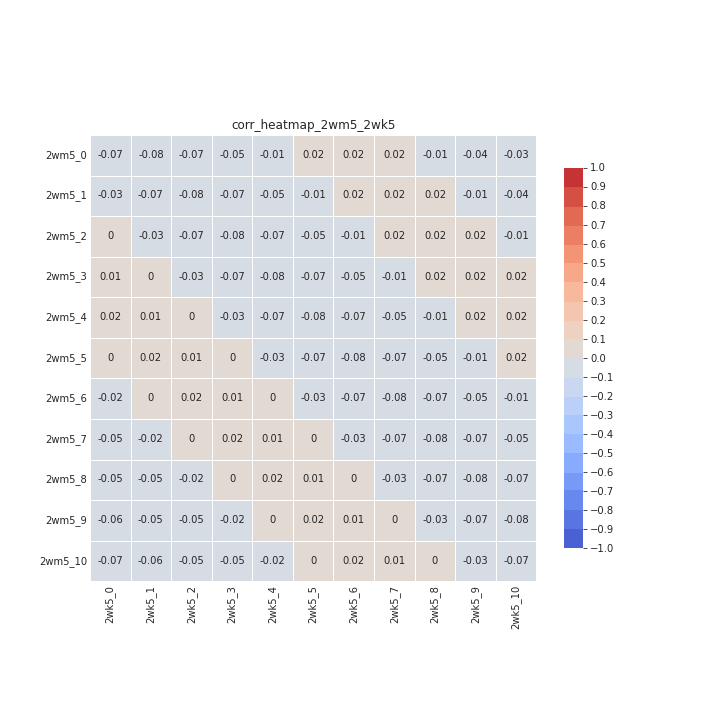 corr_heatmap_2wm5_2wk5
2wm5_0 -0.07 -0.08 -0.07 -0.05 -0.01 0.02 0.02 0.02 -0.01 -0.04 -0.03
2wm5_1 -0.03 -0.07 -0.08 -0.07 -0.05 -0.01 0.02 0.02 0.02 -0.01 -0.04
2wm5_2 0 -0.03 -0.07 -0.08 -0.07 -0.05 -0.01 0.02 0.02 0.02 -0.01
2wm5_3 0.01 0 -0.03 -0.07 -0.08 -0.07 -0.05 -0.01 0.02 0.02 0.02
2wm5_4 0.02 0.01 0 -0.03 -0.07 -0.08 -0.07 -0.05 -0.01 0.02 0.02
2wm5_5 0 0.02 0.01 0 -0.03 -0.07 -0.08 -0.07 -0.05 -0.01 0.02
2wm5_6 -0.02 0 0.02 0.01 0 -0.03 -0.07 -0.08 -0.07 -0.05 -0.01
2wm5_7 -0.05 -0.02 0 0.02 0.01 0 -0.03 -0.07 -0.08 -0.07 -0.05
2wm5_8 -0.05 -0.05 -0.02 0 0.02 0.01 0 -0.03 -0.07 -0.08 -0.07
2wm5_9 -0.06 -0.05 -0.05 -0.02 0 0.02 0.01 0 -0.03 -0.07 -0.08
2wm5_10 -0.07 -0.06 -0.05 -0.05 -0.02 0 0.02 0.01 0 -0.03 -0.07
2wk5_0 2wk5_1 2wk5_2 2wk5_3 2wk5_4 2wk5_5 2wk5_6 2wk5_7 2wk5_8 2wk5_9 2wk5_10
1.0
0.9
0.8
0.7
0.6
0.5
0.4
0.3
0.2
0.1
0.0
−0.1
−0.2
−0.3
−0.4
−0.5
−0.6
−0.7
−0.8
−0.9
−1.0